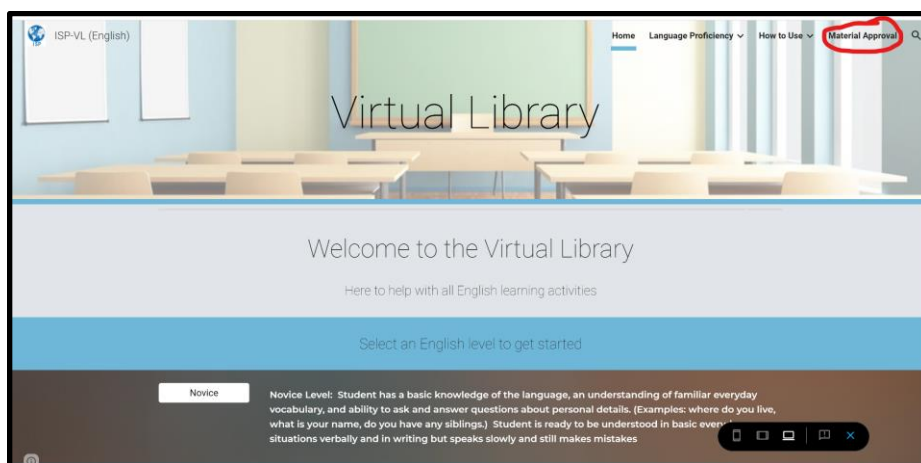 ISP
ISP-VL (English)
Home Language Proficiency How to Use Material Approval
Virtual Library
Welcome to the Virtual Library
Here to help with all English learning activities
Select an English level to get started
Novice
Novice Level: Student has a basic knowledge of the language, an understanding of familiar everyday
vocabulary, and ability to ask and answer questions about personal details. (Examples: where do you live,
what is your name, do you have any siblings.) Student is ready to be understood in basic
situations verbally and in writing but speaks slowly and still makes mistakes